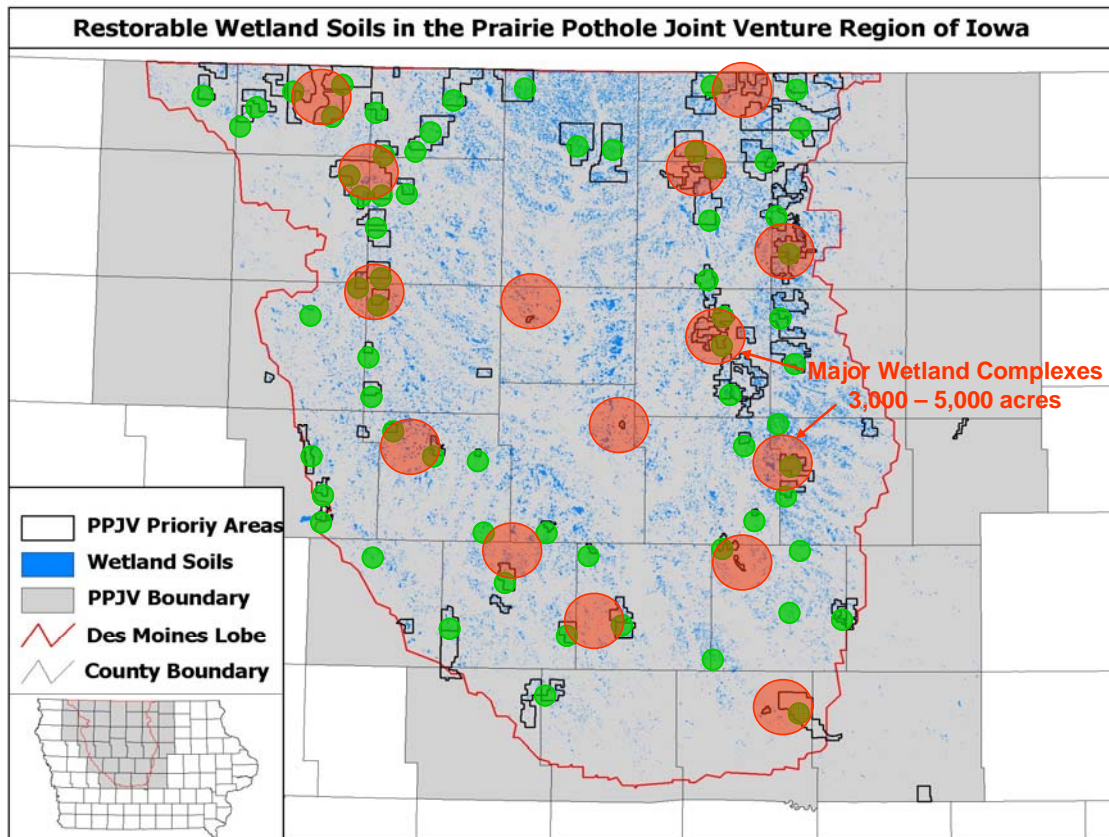 Restorable Wetland Soils in the Prairie Pothole Joint Venture Region of Iowa
Major Wetland Complexes
3,000 – 5,000 acres
PPJV Prioriy Areas
Wetland Soils
PPJV Boundary
Des Moines Lobe
County Boundary